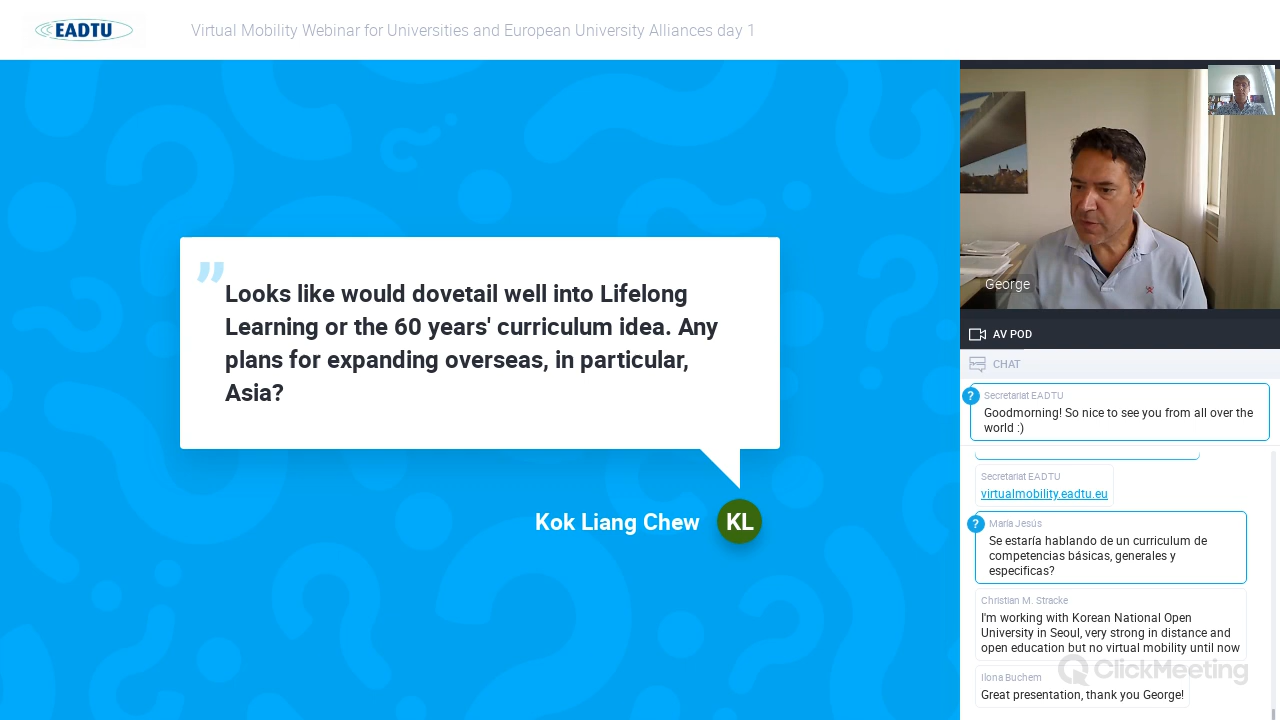 EADTU
Virtual Mobility Webinar for Universities and European University Alliances day 1
Looks like would dovetail well into Lifelong
Learning or the 60 years' curriculum idea. Any
plans for expanding overseas, in particular,
Asia?
Kok Liang Chew
KL
George
AV POD
CHAT
?
Secretariat EADTU
Goodmorning! So nice to see you from all over the
world :)
Secretariat EADTU
virtualmobility.eadtu.eu
?
María Jesús
Se estaría hablando de un curriculum de
competencias básicas, generales y
especificas?
Christian M. Stracke
I'm working with Korean National Open
University in Seoul, very strong in distance and
open education but no virtual mobility until now
ClickMeeting
Ilona Buchem
Great presentation, thank you George!